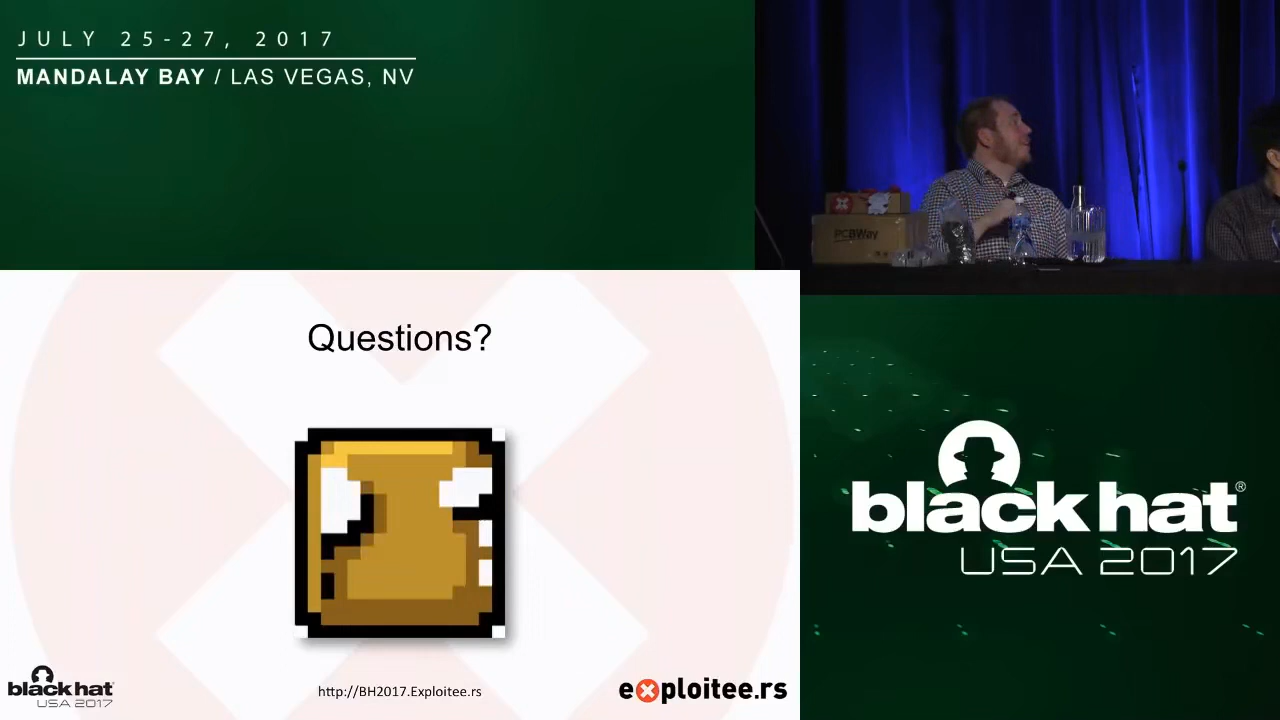 JULY 25-27, 2017
MANDALAY BAY / LAS VEGAS, NV
PCBWay
Questions?
black hat®
USA 2017
black hat
USA 2017
http://BH2017.Exploitee.rs
exploitee.rs